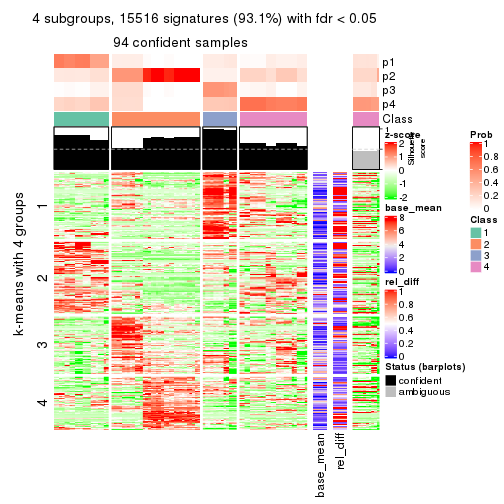 4 subgroups, 15516 signatures (93.1%) with fdr < 0.05
94 confident samples
p1
p2
p3
p4
Class
1
0
Silhouette score
k-means with 4 groups
1
2
3
4
base_mean
rel_diff
z-score
2
1
0
-1
-2
base_mean
8
6
4
2
0
rel_diff
1
0.8
0.6
0.4
0.2
0
Status (barplots)
confident
ambiguous
Prob
1
0.8
0.6
0.4
0.2
0
Class
1
2
3
4